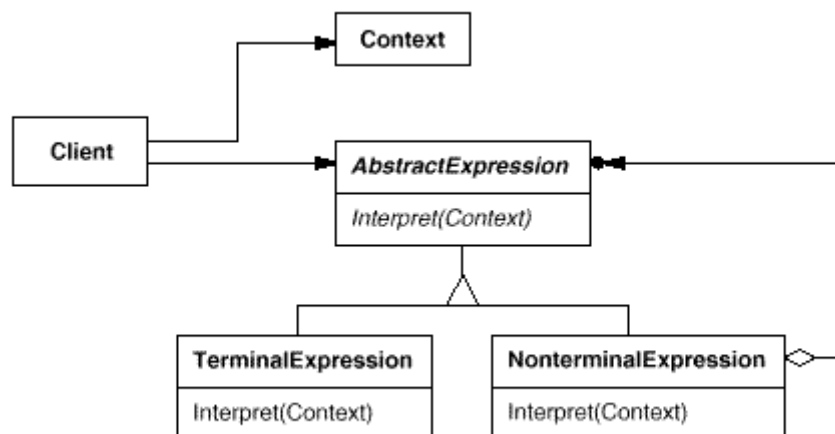 Context
Client
AbstractExpression
Interpret(Context)
TerminalExpression
NonterminalExpression
Interpret(Context)
Interpret(Context)